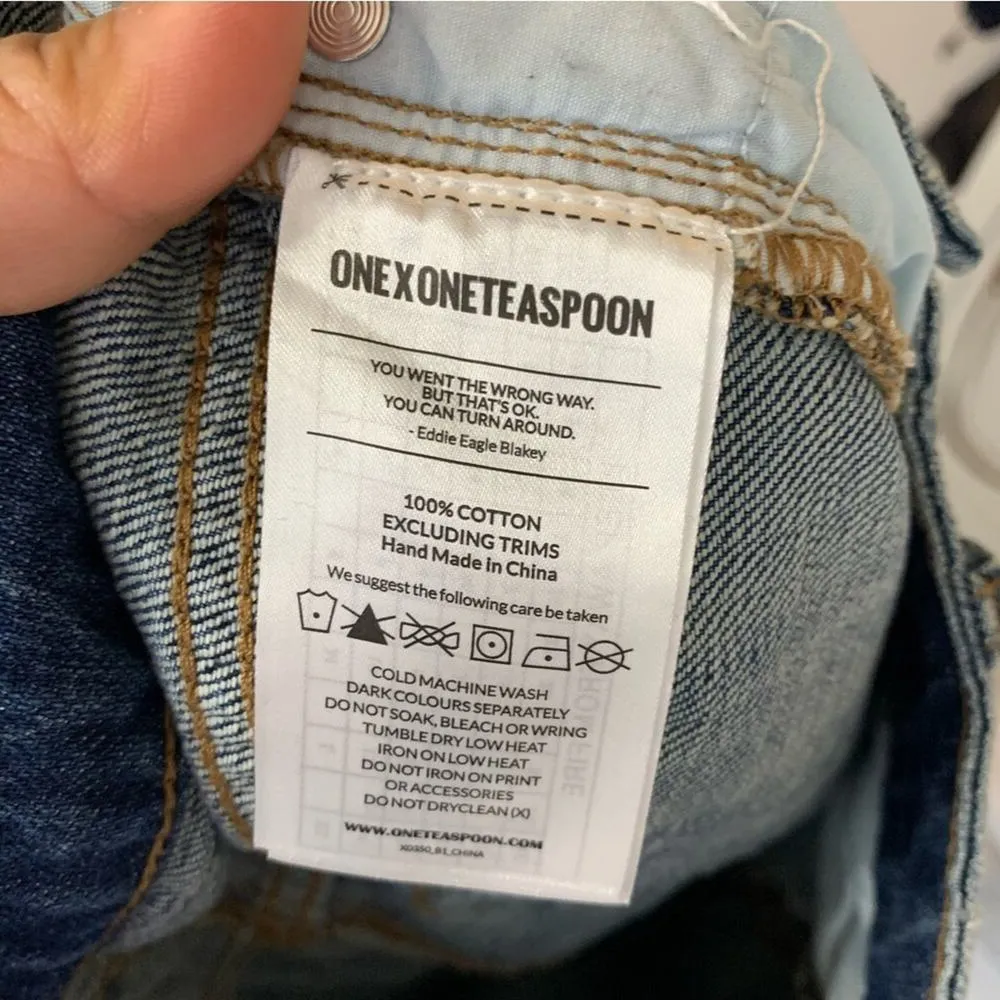 ONEXONETEASPOON
YOU WENT THE WRONG WAY.
BUT THAT'S OK.
YOU CAN TURN AROUND.
- Eddie Eagle Blakey
100% COTTON
EXCLUDING TRIMS
Hand Made in China
We suggest the following care be taken
COLD MACHINE WASH
DARK COLOURS SEPARATELY
DO NOT SOAK, BLEACH OR WRING
TUMBLE DRY LOW HEAT
IRON ON LOW HEAT
DO NOT IRON ON PRINT
OR ACCESSORIES
DO NOT DRYCLEAN (X)
WWW.ONETEASPOON.COM